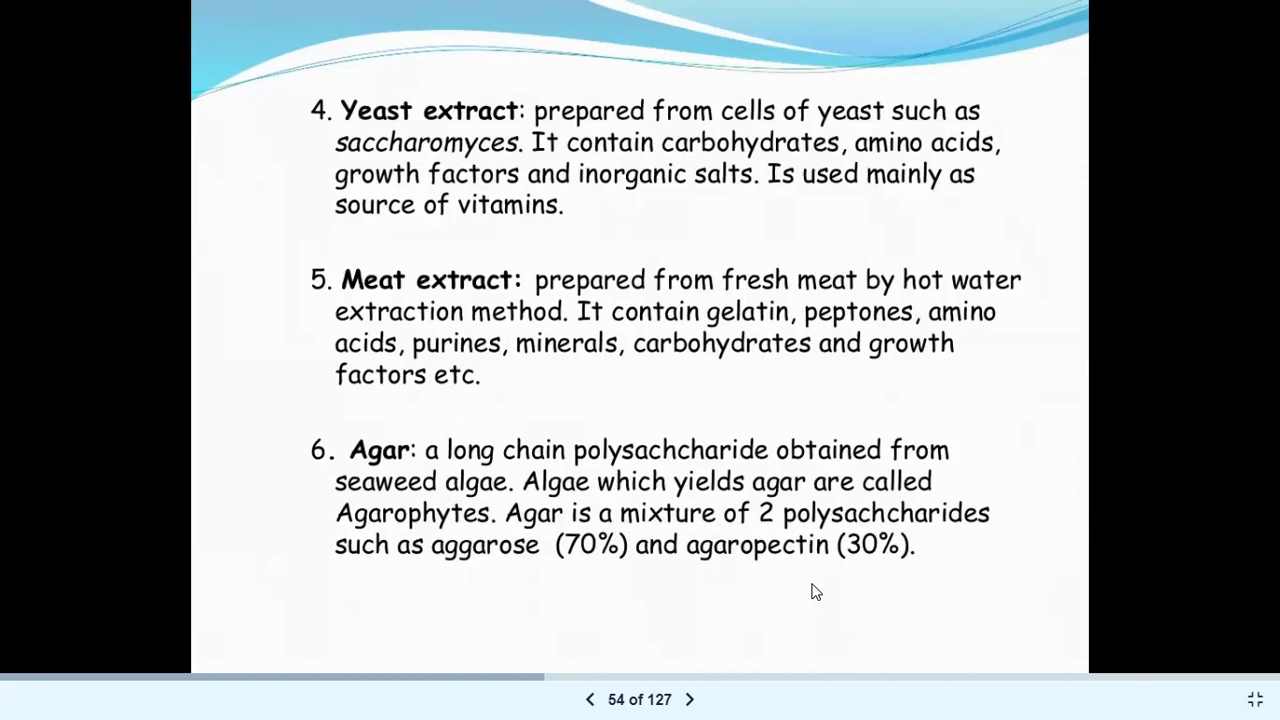 4. Yeast extract: prepared from cells of yeast such as
saccharomyces. It contain carbohydrates, amino acids,
growth factors and inorganic salts. Is used mainly as
source of vitamins.
5. Meat extract: prepared from fresh meat by hot water
extraction method. It contain gelatin, peptones, amino
acids, purines, minerals, carbohydrates and growth
factors etc.
6. Agar: a long chain polysachcharide obtained from
seaweed algae. Algae which yields agar are called
Agarophytes. Agar is a mixture of 2 polysachcharides
such as aggarose (70%) and agaropectin (30%).
54 of 127